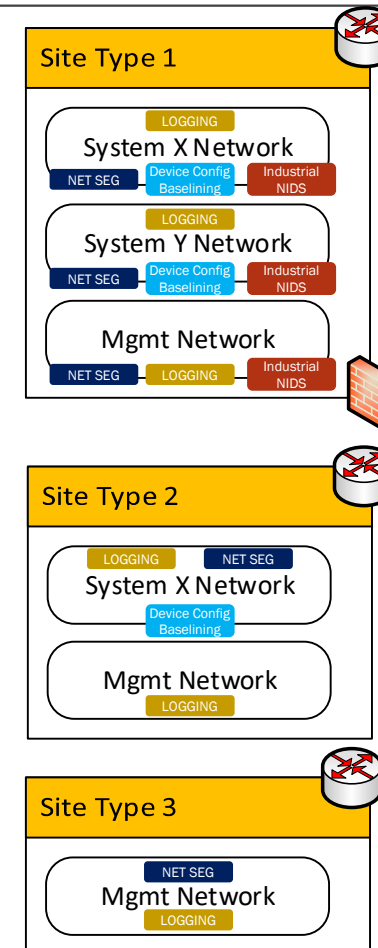 Site Type 1
LOGGING
System X Network
NET SEG
Device Config
Baselining
Industrial
NIDS
LOGGING
System Y Network
NET SEG
Device Config
Baselining
Industrial
NIDS
Mgmt Network
NET SEG
LOGGING
Industrial
NIDS
Site Type 2
LOGGING
NET SEG
System X Network
Device Config
Baselining
Mgmt Network
LOGGING
Site Type 3
NET SEG
Mgmt Network
LOGGING